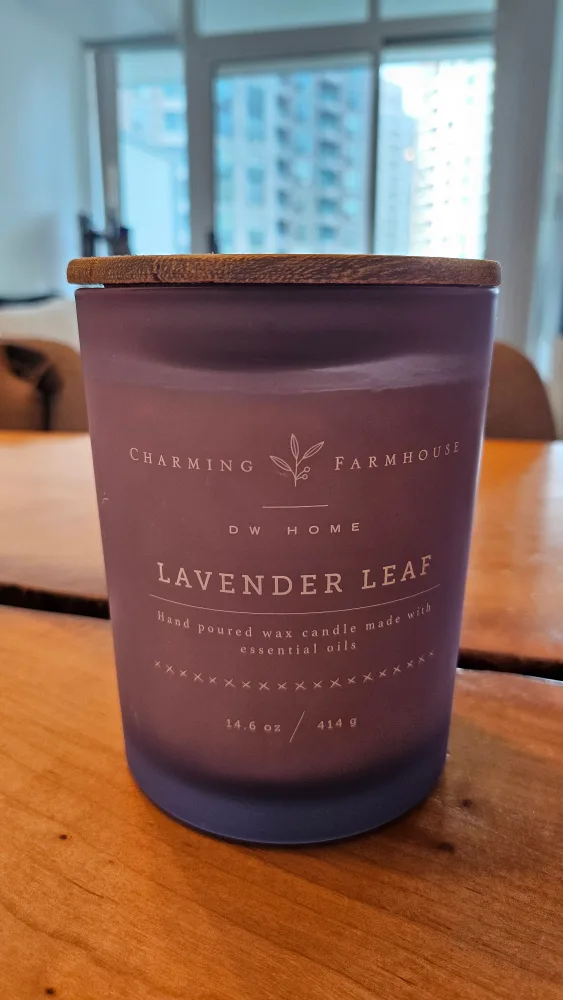 CHARMING FARMHOUSE
DW HOME
LAVENDER LEAF
Hand poured wax candle made with
essential oils
14.6 oz / 414 g